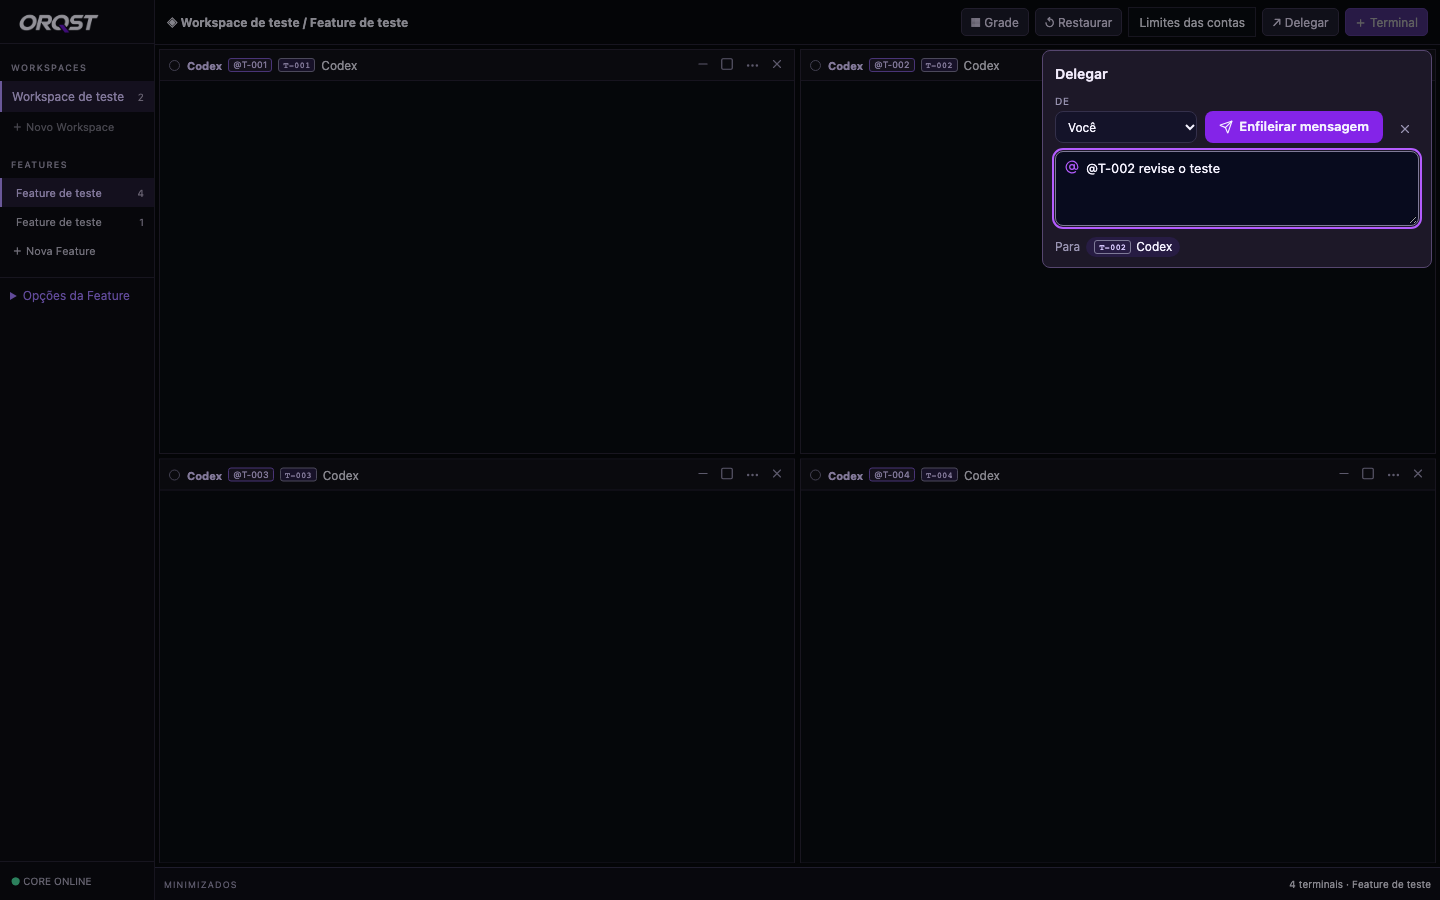 ORQST
◈ Workspace de teste / Feature de teste
▦ Grade
↺ Restaurar
Limites das contas
↗ Delegar
+ Terminal
WORKSPACES
Workspace de teste 2
+ Novo Workspace
FEATURES
Feature de teste 4
Feature de teste 1
+ Nova Feature
▶ Opções da Feature
CORE ONLINE
Codex @T-001 T-001 Codex
Codex @T-002 T-002 Codex
Delegar
DE
Você
Enfileirar mensagem
@ @T-002 revise o teste
Para T-002 Codex
Codex @T-003 T-003 Codex
Codex @T-004 T-004 Codex
MINIMIZADOS
4 terminais · Feature de teste